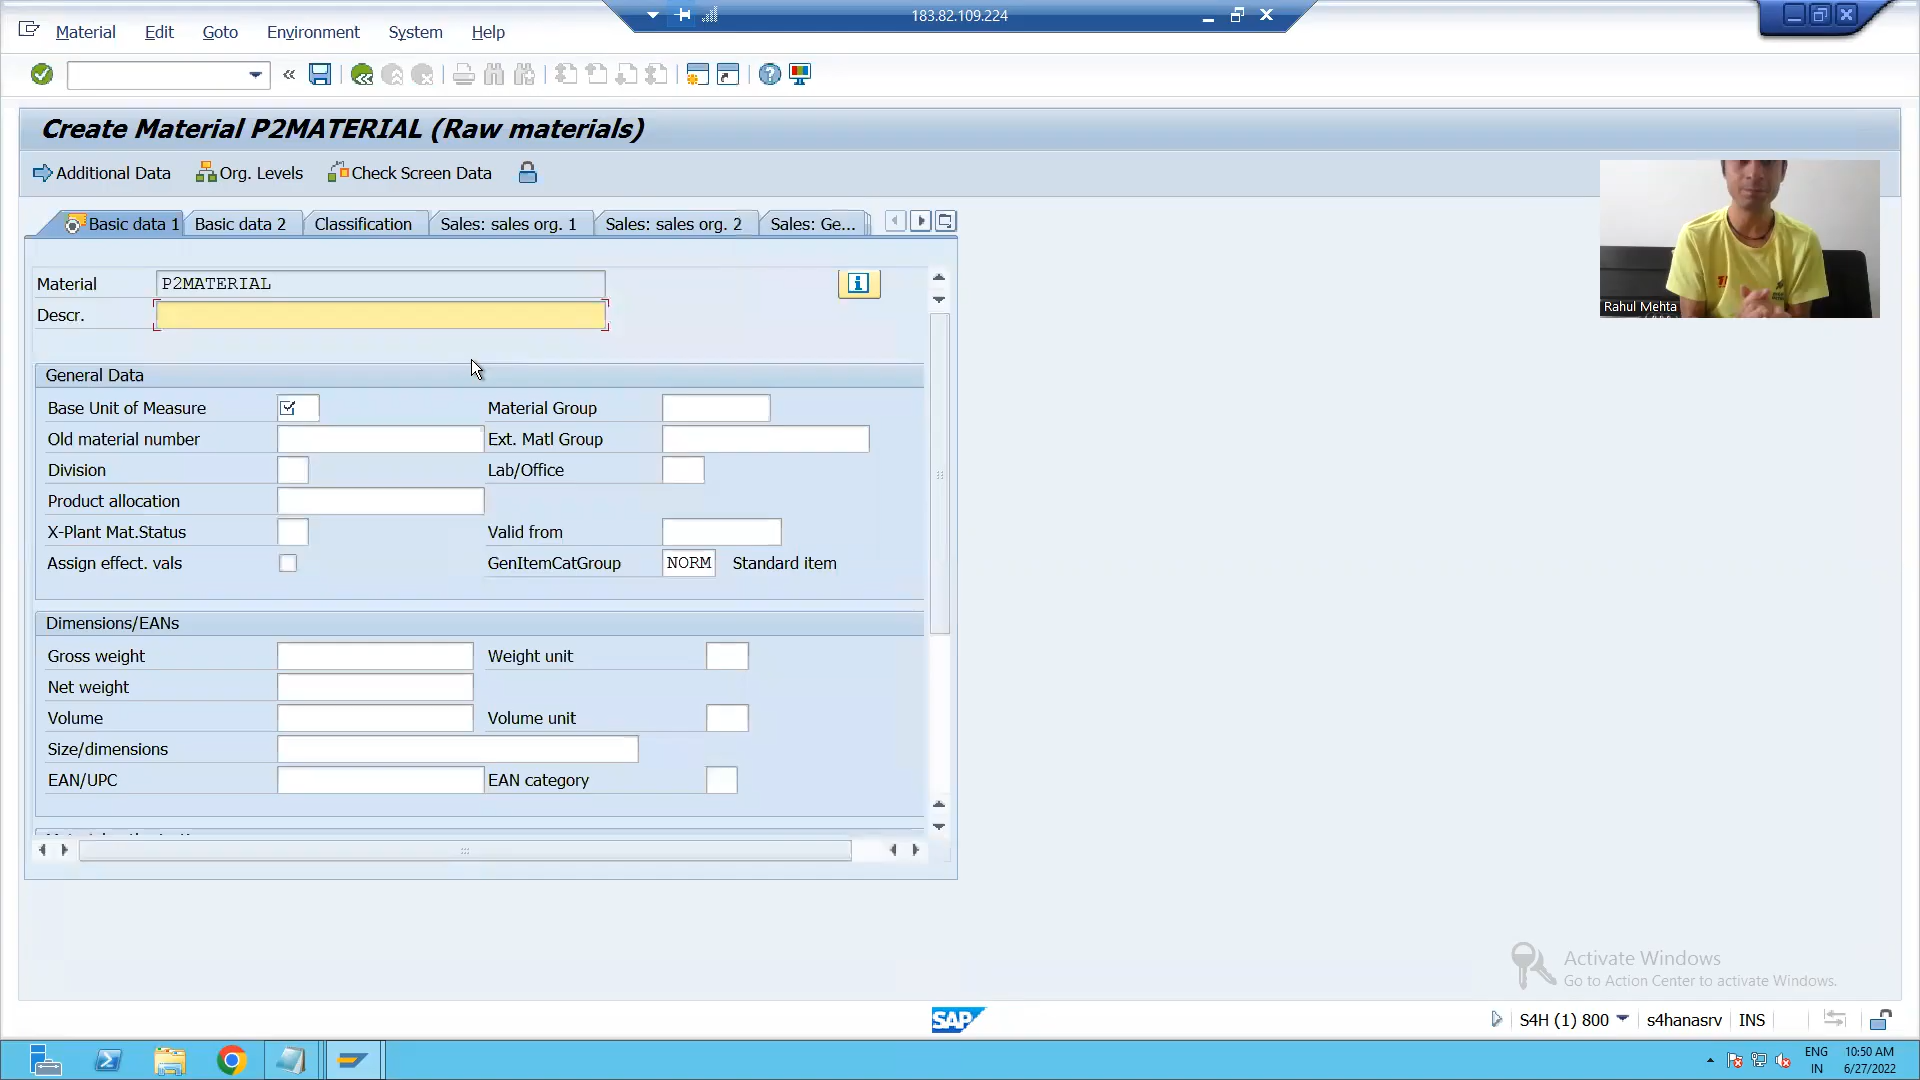 183.82.109.224
Material Edit Goto Environment System Help
Create Material P2MATERIAL (Raw materials)
Additional Data Org. Levels Check Screen Data
Basic data 1 Basic data 2 Classification Sales: sales org. 1 Sales: sales org. 2 Sales: Ge...
Material P2MATERIAL
Descr.
Rahul Mehta
General Data
Base Unit of Measure Material Group
Old material number Ext. Matl Group
Division Lab/Office
Product allocation
X-Plant Mat.Status Valid from
Assign effect. vals GenItemCatGroup NORM Standard item
Dimensions/EANs
Gross weight Weight unit
Net weight
Volume Volume unit
Size/dimensions
EAN/UPC EAN category
Activate Windows
Go to Action Center to activate Windows.
SAP
S4H (1) 800 s4hanasrv INS
ENG 10:50 AM
IN 6/27/2022